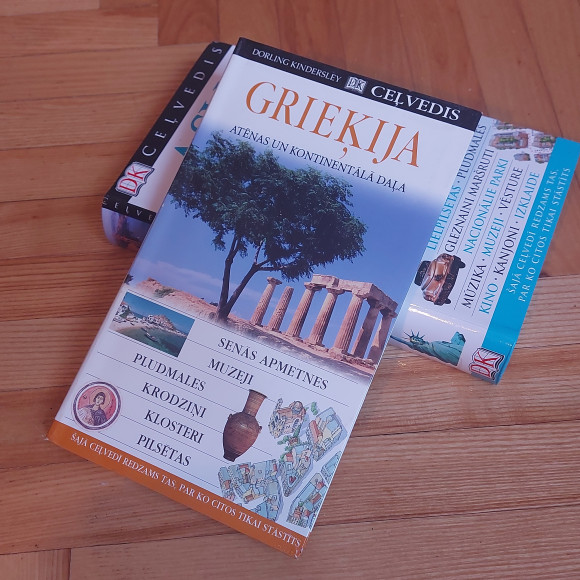 DORLING KINDERSLEY DK CEĻVEDIS
GRIEĶIJA
ATĒNAS UN KONTINENTĀLĀ DAĻA
SENAS APMETNES
MUZEJI
PLUDMALES
KRODZIŅI
KLOSTERI
PILSĒTAS
ŠAJĀ CEĻVEDĪ REDZAMS TAS, PAR KO CITOS TIKAI STĀSTĪTS
DK CEĻVEDIS
LIELPILSĒTAS · PLUDMALES
GLEZNAINI MARŠRUTI
MŪZIKA · NACIONĀLIE PARKI
KINO · MUZEJI · VĒSTURE
KANJONI · IZKLAIDE
ŠAJĀ CEĻVEDĪ REDZAMS TAS,
PAR KO CITOS TIKAI STĀSTĪTS
DK